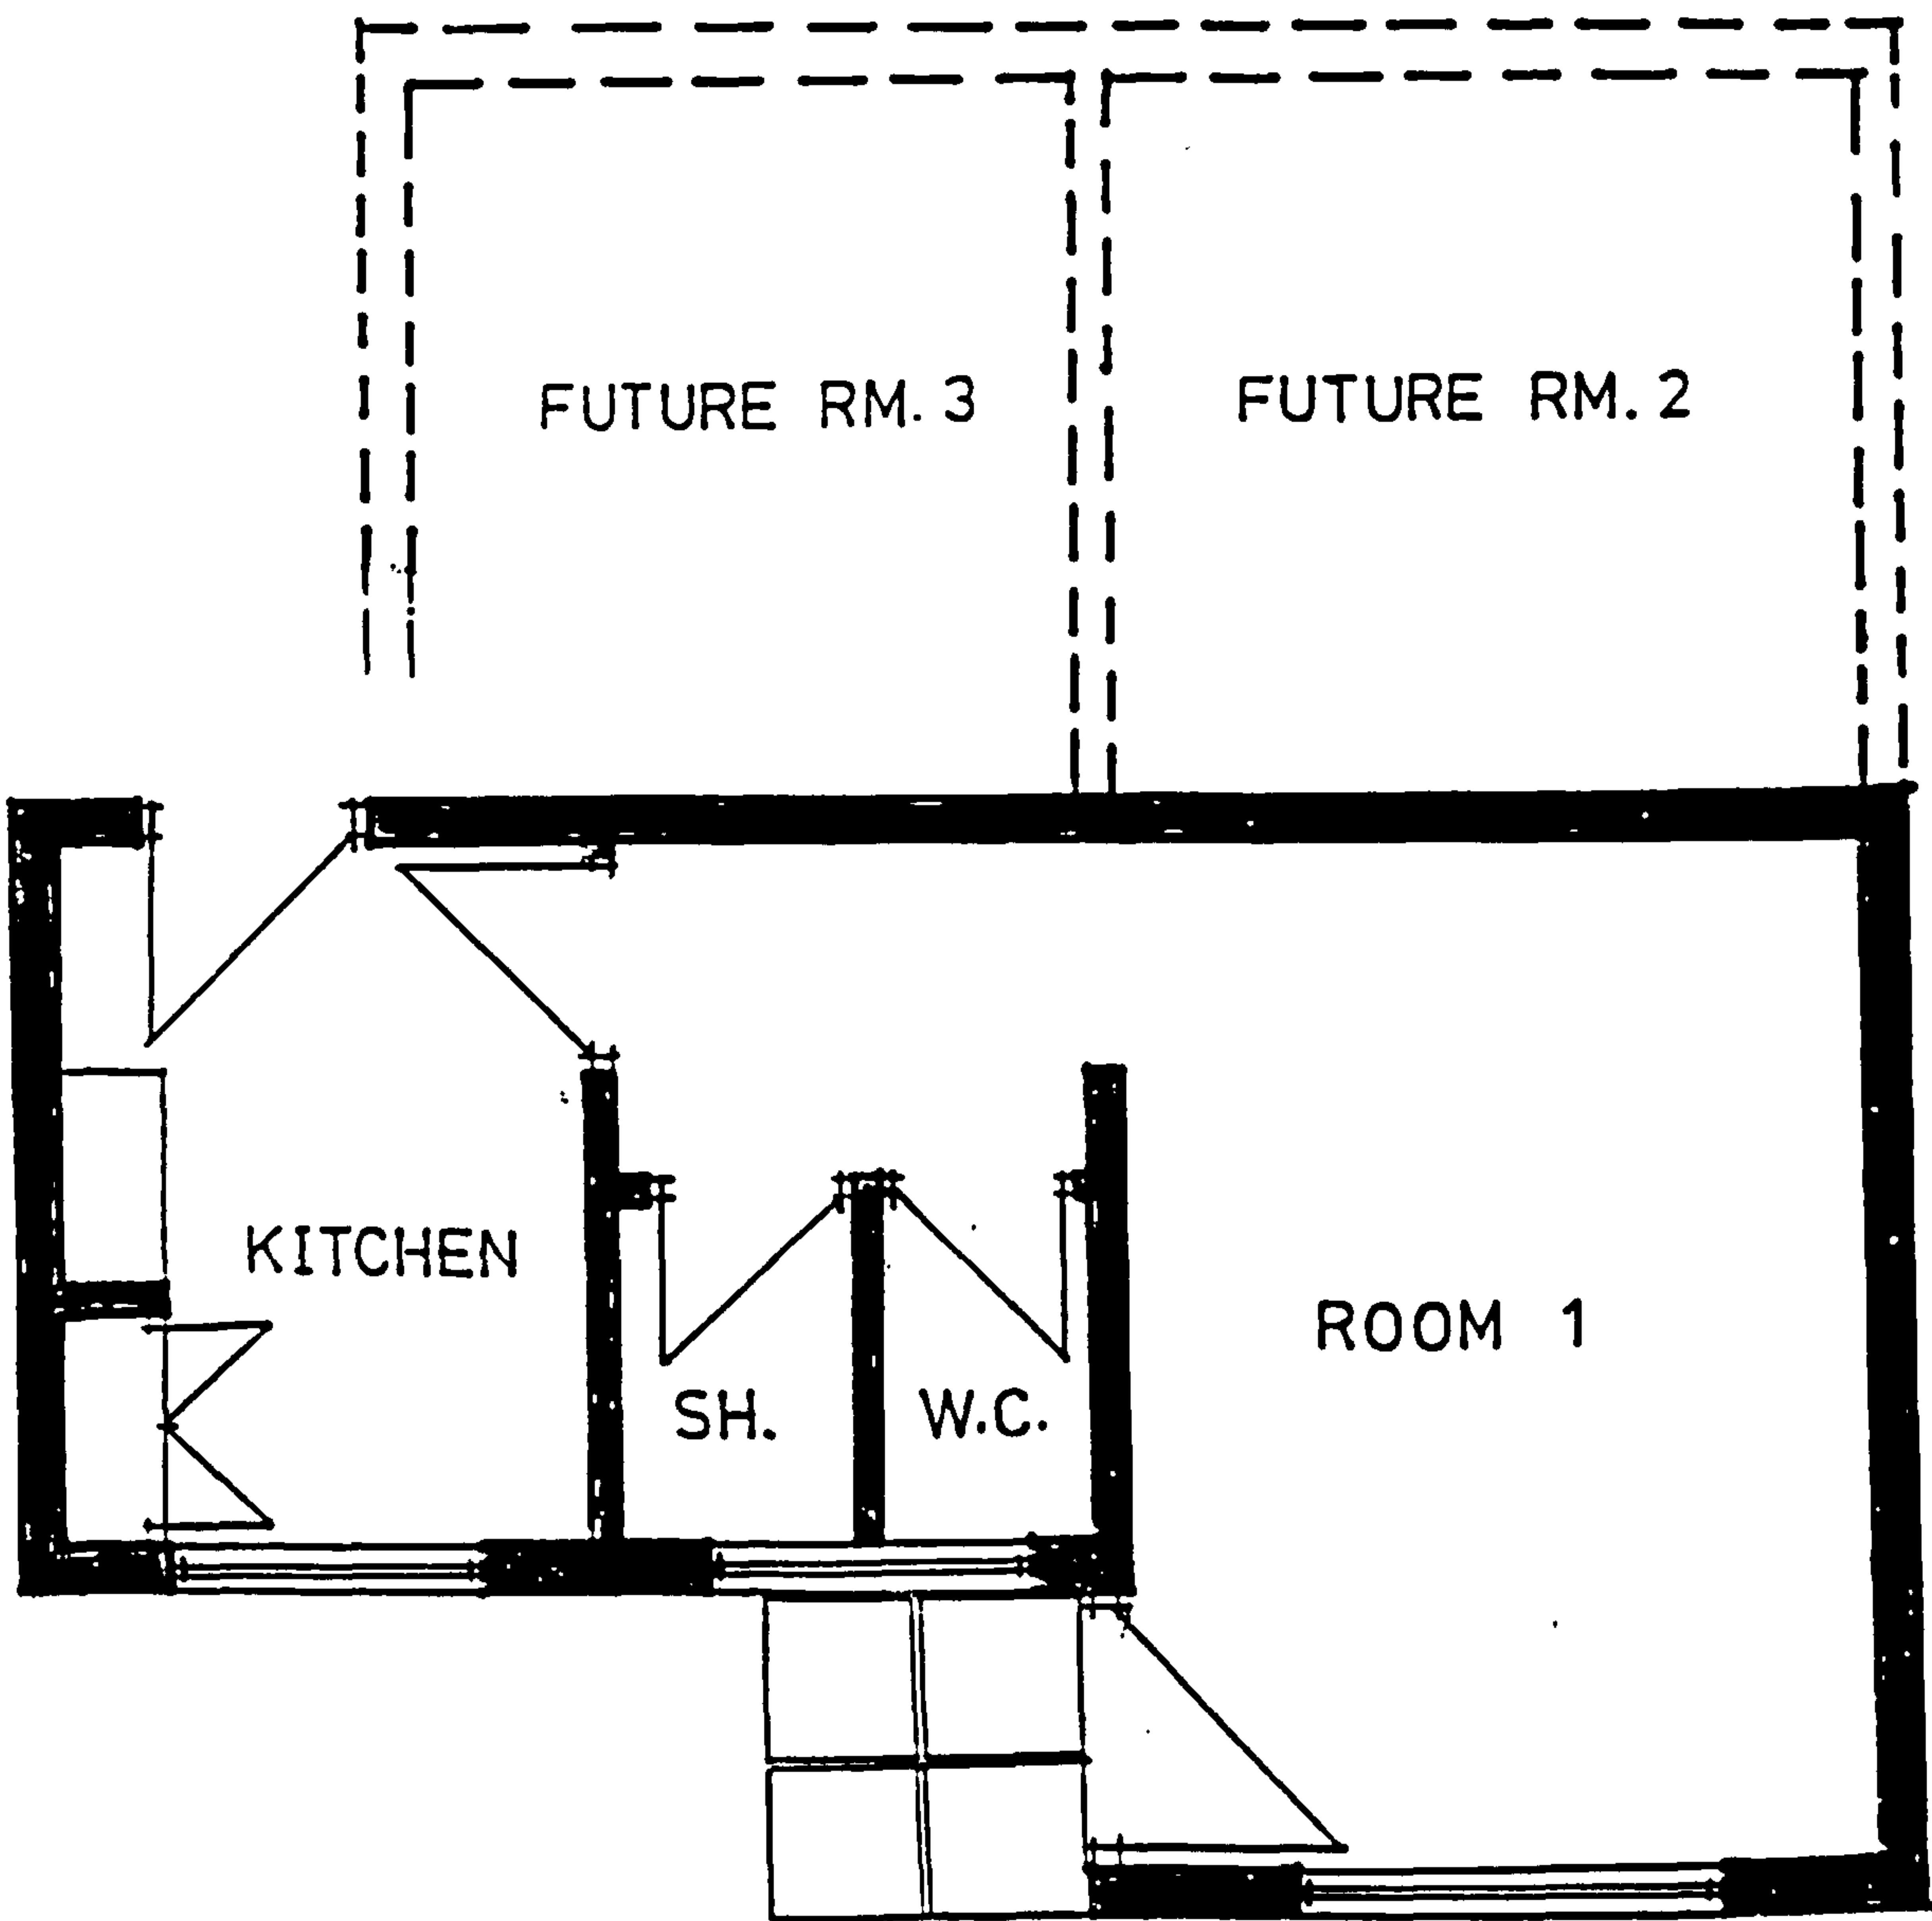 FUTURE RM. 3
FUTURE RM. 2
KITCHEN
ROOM 1
SH.
W.C.